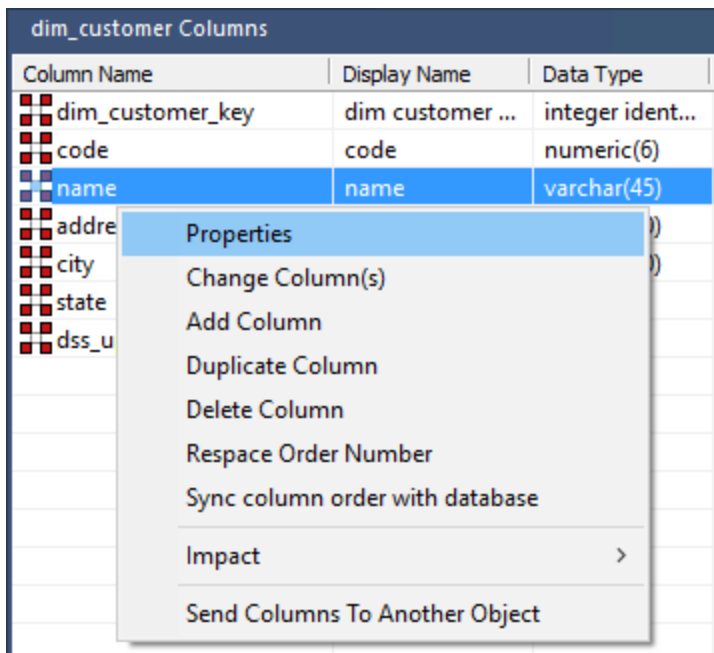 dim_customer Columns
Column Name Display Name Data Type
dim_customer_key dim customer ... integer ident...
code code numeric(6)
name name varchar(45)
addre
city
state
dss_u
Properties
Change Column(s)
Add Column
Duplicate Column
Delete Column
Respace Order Number
Sync column order with database
Impact
Send Columns To Another Object